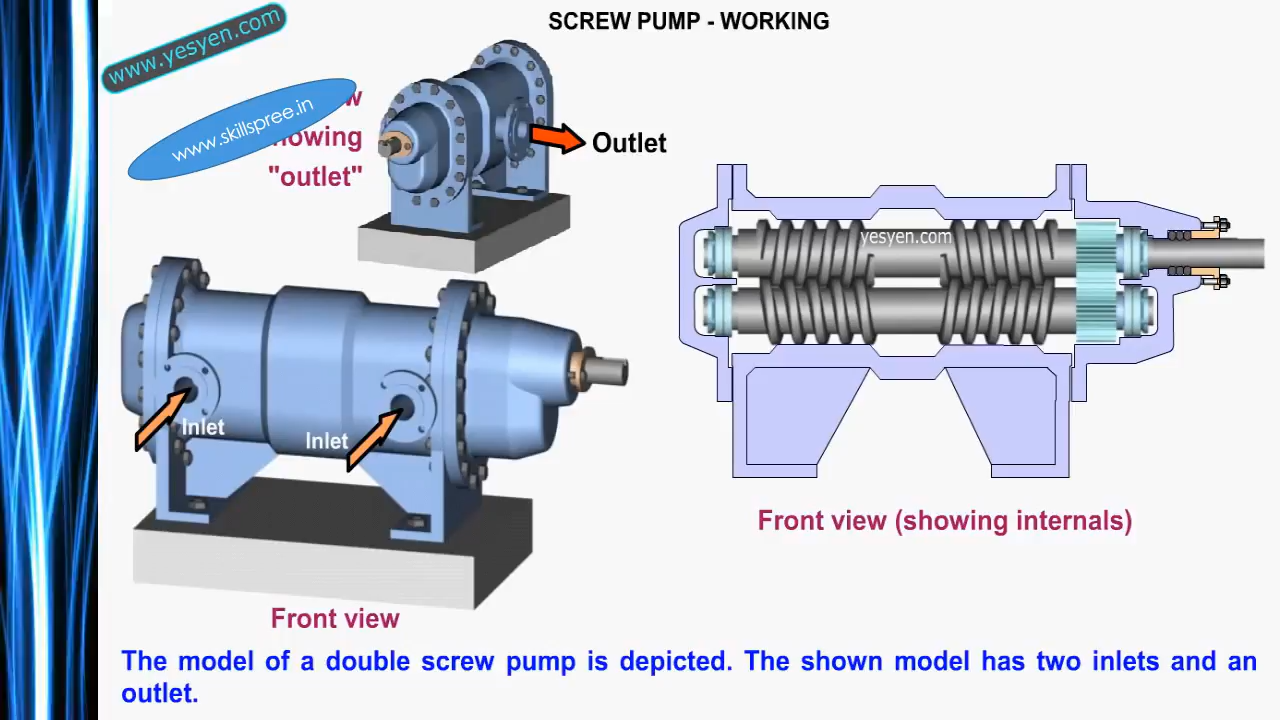 SCREW PUMP - WORKING
www.yesyen.com
www.skillspree.in
"outlet"
Outlet
yesyen.com
Inlet
Inlet
Front view (showing internals)
Front view
The model of a double screw pump is depicted. The shown model has two inlets and an
outlet.